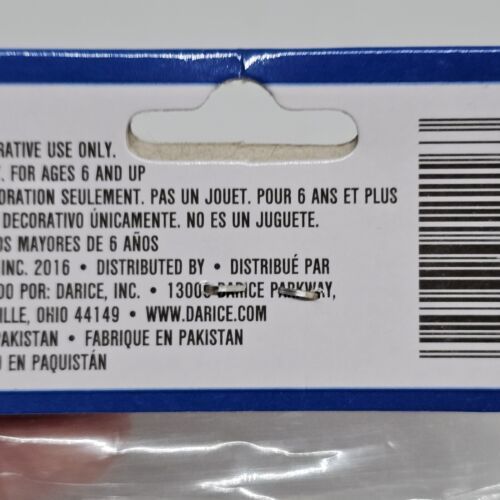 RATIVE USE ONLY.
. FOR AGES 6 AND UP
ORATION SEULEMENT. PAS UN JOUET. POUR 6 ANS ET PLUS
DECORATIVO ÚNICAMENTE. NO ES UN JUGUETE.
OS MAYORES DE 6 AÑOS
INC. 2016 • DISTRIBUTED BY • DISTRIBUÉ PAR
DO POR: DARICE, INC. • 13000 DARICE PARKWAY,
ILLE, OHIO 44149 • WWW.DARICE.COM
PAKISTAN • FABRIQUE EN PAKISTAN
O EN PAQUISTÁN